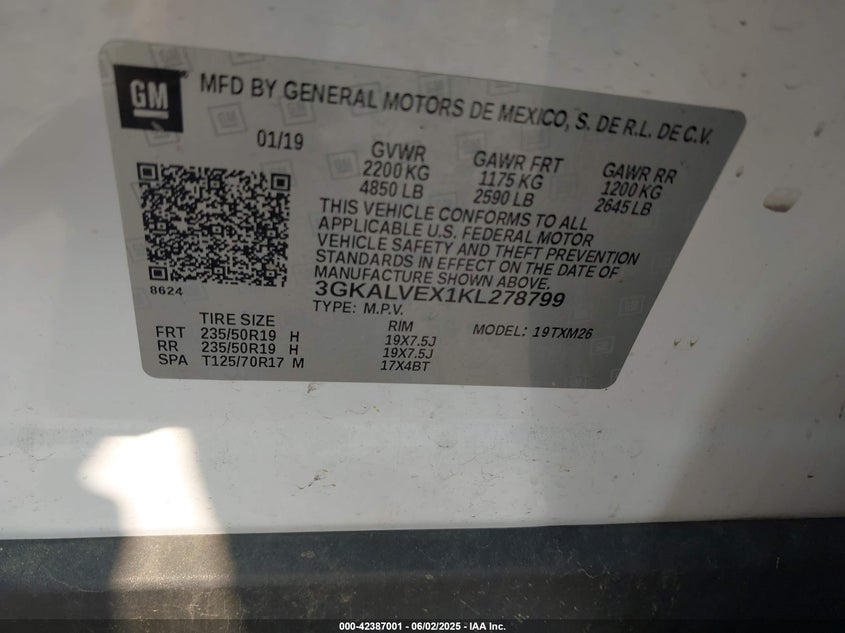 GM
MFD BY GENERAL MOTORS DE MEXICO, S. DE R.L. DE C.V.
01/19
GVWR GAWR FRT GAWR RR
2200 KG 1175 KG 1200 KG
4850 LB 2590 LB 2645 LB
THIS VEHICLE CONFORMS TO ALL
APPLICABLE U.S. FEDERAL MOTOR
VEHICLE SAFETY AND THEFT PREVENTION
STANDARDS IN EFFECT ON THE DATE OF
MANUFACTURE SHOWN ABOVE.
8624
3GKALVEX1KL278799
TYPE: M.P.V.
TIRE SIZE RIM MODEL: 19TXM26
FRT 235/50R19 H 19X7.5J
RR 235/50R19 H 19X7.5J
SPA T125/70R17 M 17X4BT
000-42387001 - 06/02/2025 - IAA Inc.